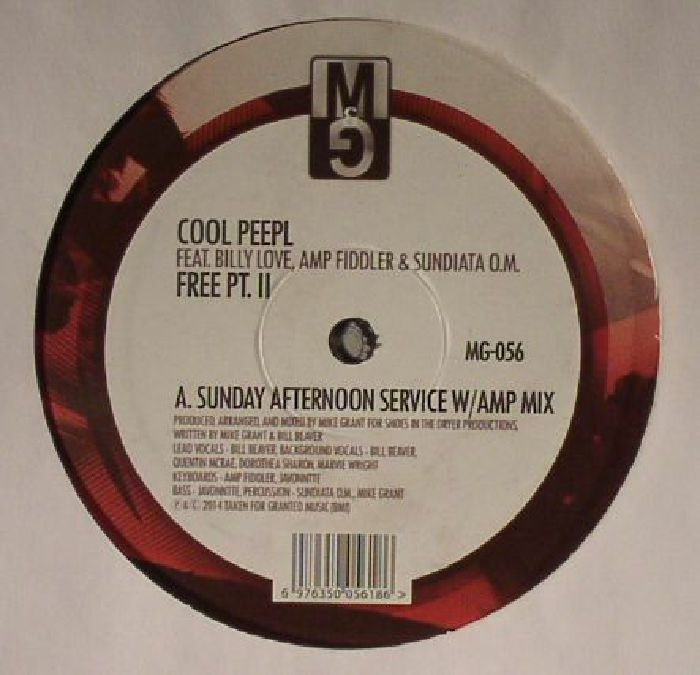 M
&
G
COOL PEEPL
FEAT. BILLY LOVE, AMP FIDDLER & SUNDIATA O.M.
FREE PT. II
MG-056
A. SUNDAY AFTERNOON SERVICE W/AMP MIX
PRODUCED, ARRANGED, AND MIXED BY MIKE GRANT FOR SHOES IN THE DRYER PRODUCTIONS.
WRITTEN BY MIKE GRANT & BILL BEAVER
LEAD VOCALS - BILL BEAVER, BACKGROUND VOCALS - BILL BEAVER,
QUENTIN MCRAE, DOROTHEA SHARON, MARVIE WRIGHT
KEYBOARDS - AMP FIDDLER, JAVONNTTE
BASS - JAVONNTTE, PERCUSSION - SUNDIATA O.M., MIKE GRANT
℗ & © 2014 TAKEN FOR GRANTED MUSIC (BMI)
6 976350 056186 >